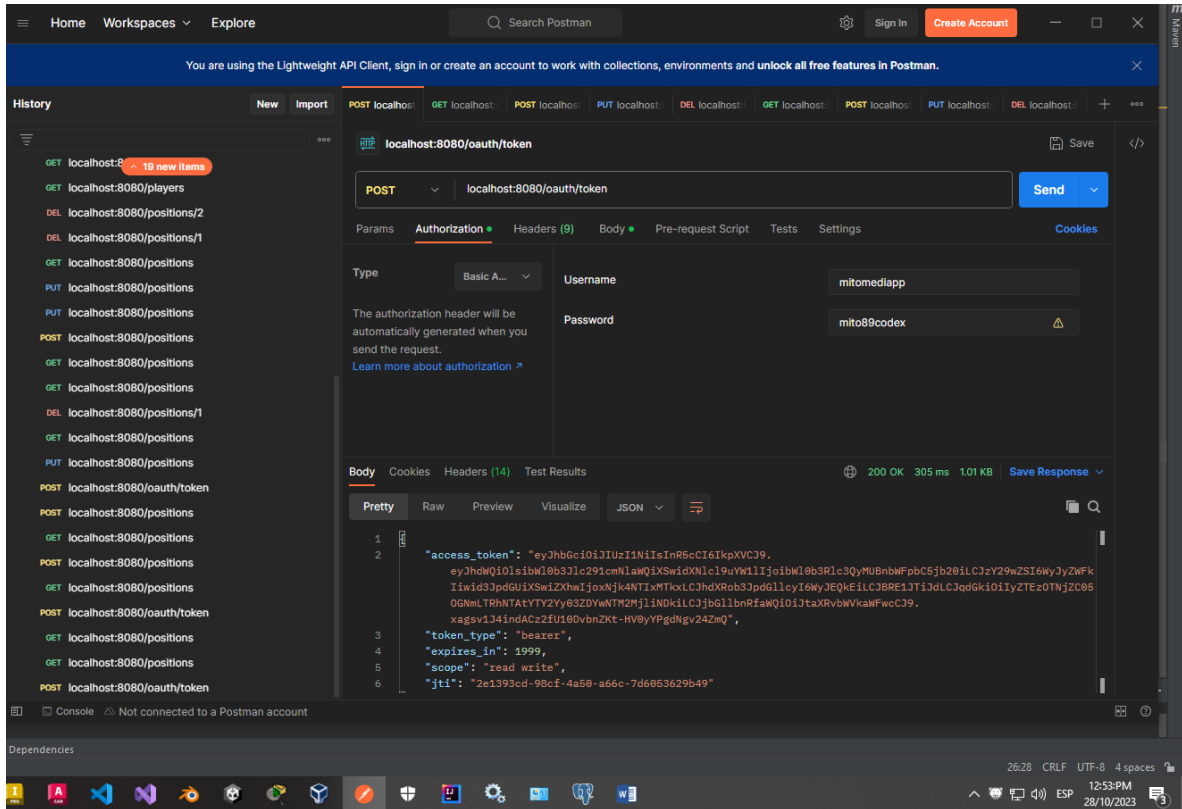 Home Workspaces Explore Search Postman Sign In Create Account
Maven
You are using the Lightweight API Client, sign in or create an account to work with collections, environments and unlock all free features in Postman.
History New Import
POST localhost GET localhost: POST localhost PUT localhost: DEL localhost: GET localhost: POST localhost PUT localhost: DEL localhost:
HTTP localhost:8080/oauth/token Save
GET localhost:8
19 new items
GET localhost:8080/players
DEL localhost:8080/positions/2
DEL localhost:8080/positions/1
GET localhost:8080/positions
PUT localhost:8080/positions
PUT localhost:8080/positions
POST localhost:8080/positions
GET localhost:8080/positions
GET localhost:8080/positions
DEL localhost:8080/positions/1
GET localhost:8080/positions
PUT localhost:8080/positions
POST localhost:8080/oauth/token
POST localhost:8080/positions
GET localhost:8080/positions
POST localhost:8080/positions
GET localhost:8080/positions
POST localhost:8080/oauth/token
GET localhost:8080/positions
GET localhost:8080/positions
POST localhost:8080/oauth/token
POST localhost:8080/oauth/token Send
Params Authorization Headers (9) Body Pre-request Script Tests Settings Cookies
Type Basic A...
The authorization header will be
automatically generated when you
send the request.
Learn more about authorization
Username mitomediapp
Password mito89codex
Body Cookies Headers (14) Test Results 200 OK 305 ms 1.01 KB Save Response
Pretty Raw Preview Visualize JSON
1 {
2 "access_token": "eyJhbGciOiJIUzI1NiIsInR5cCI6IkpXVCJ9.
eyJhdWQiOlsibWl0b3Jlc291cmNlaWQiXSwidXNlcl9uYW1lIjoibWl0b3Rlc3QyMUBnbWFpbC5jb20iLCJzY29wZSI6WyJyZWFk
Iiwid3JpdGUiXSwiZXhwIjoxNjk4NTIxMTkxLCJhdXRob3JpdGllcyI6WyJEQkEiLCJBRE1JTiJdLCJqdGkiOiIyZTEzOTNjZC05
OGNmLTRhNTAtYTY2Yy03ZDYwNTM2MjliNDkiLCJjbGllbnRfaWQiOiJtaXRvbWVkaWFwcCJ9.
xagsv1J4indACz2fU10DvbnZKt-HV0yYPgdNgv24ZmQ",
3 "token_type": "bearer",
4 "expires_in": 1999,
5 "scope": "read write",
6 "jti": "2e1393cd-98cf-4a50-a66c-7d6053629b49"
Console Not connected to a Postman account
Dependencies
26:28 CRLF UTF-8 4 spaces
ESP 12:53PM
28/10/2023 3